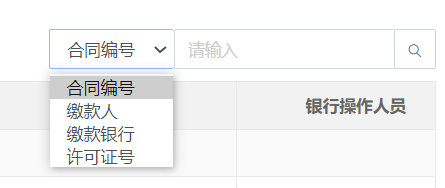 合同编号 请输入
合同编号
缴款人
缴款银行
许可证号
银行操作人员